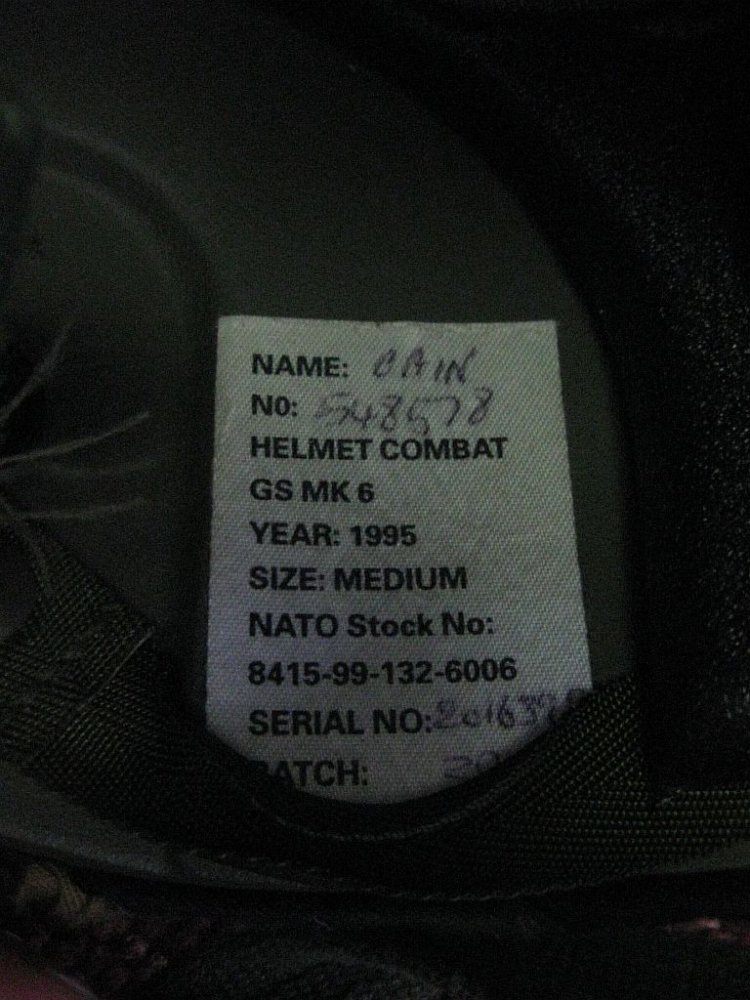 NAME: CAIN
N0: 548578
HELMET COMBAT
GS MK 6
YEAR: 1995
SIZE: MEDIUM
NATO Stock No:
8415-99-132-6006
SERIAL NO:
BATCH: